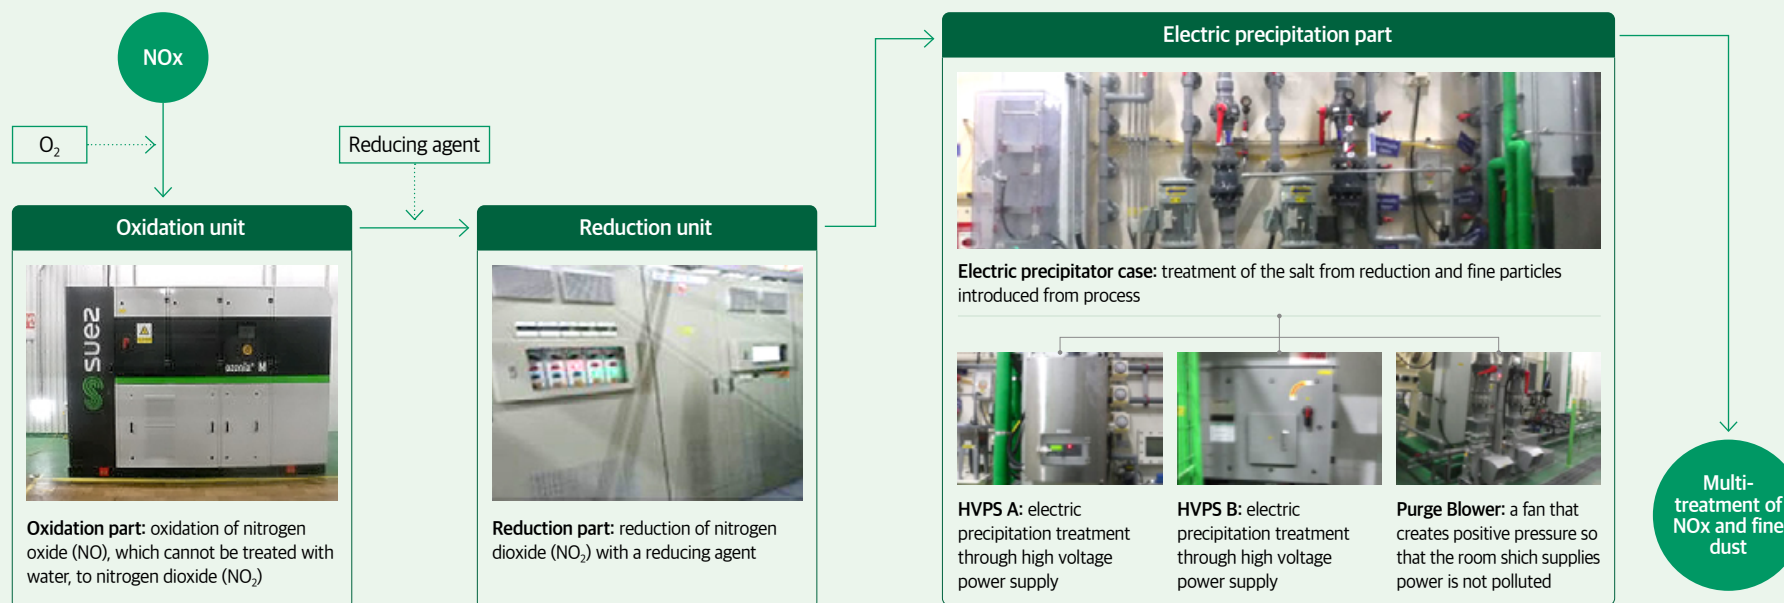 NOx
O₂
Reducing agent
Oxidation unit
suez
ozonia® M
Oxidation part: oxidation of nitrogen
oxide (NO), which cannot be treated with
water, to nitrogen dioxide (NO₂)
Reduction unit
Reduction part: reduction of nitrogen
dioxide (NO₂) with a reducing agent
Electric precipitation part
Electric precipitator case: treatment of the salt from reduction and fine particles
introduced from process
HVPS A: electric
precipitation treatment
through high voltage
power supply
HVPS B: electric
precipitation treatment
through high voltage
power supply
Purge Blower: a fan that
creates positive pressure so
that the room shich supplies
power is not polluted
Multi-
treatment of
NOx and fine
dust